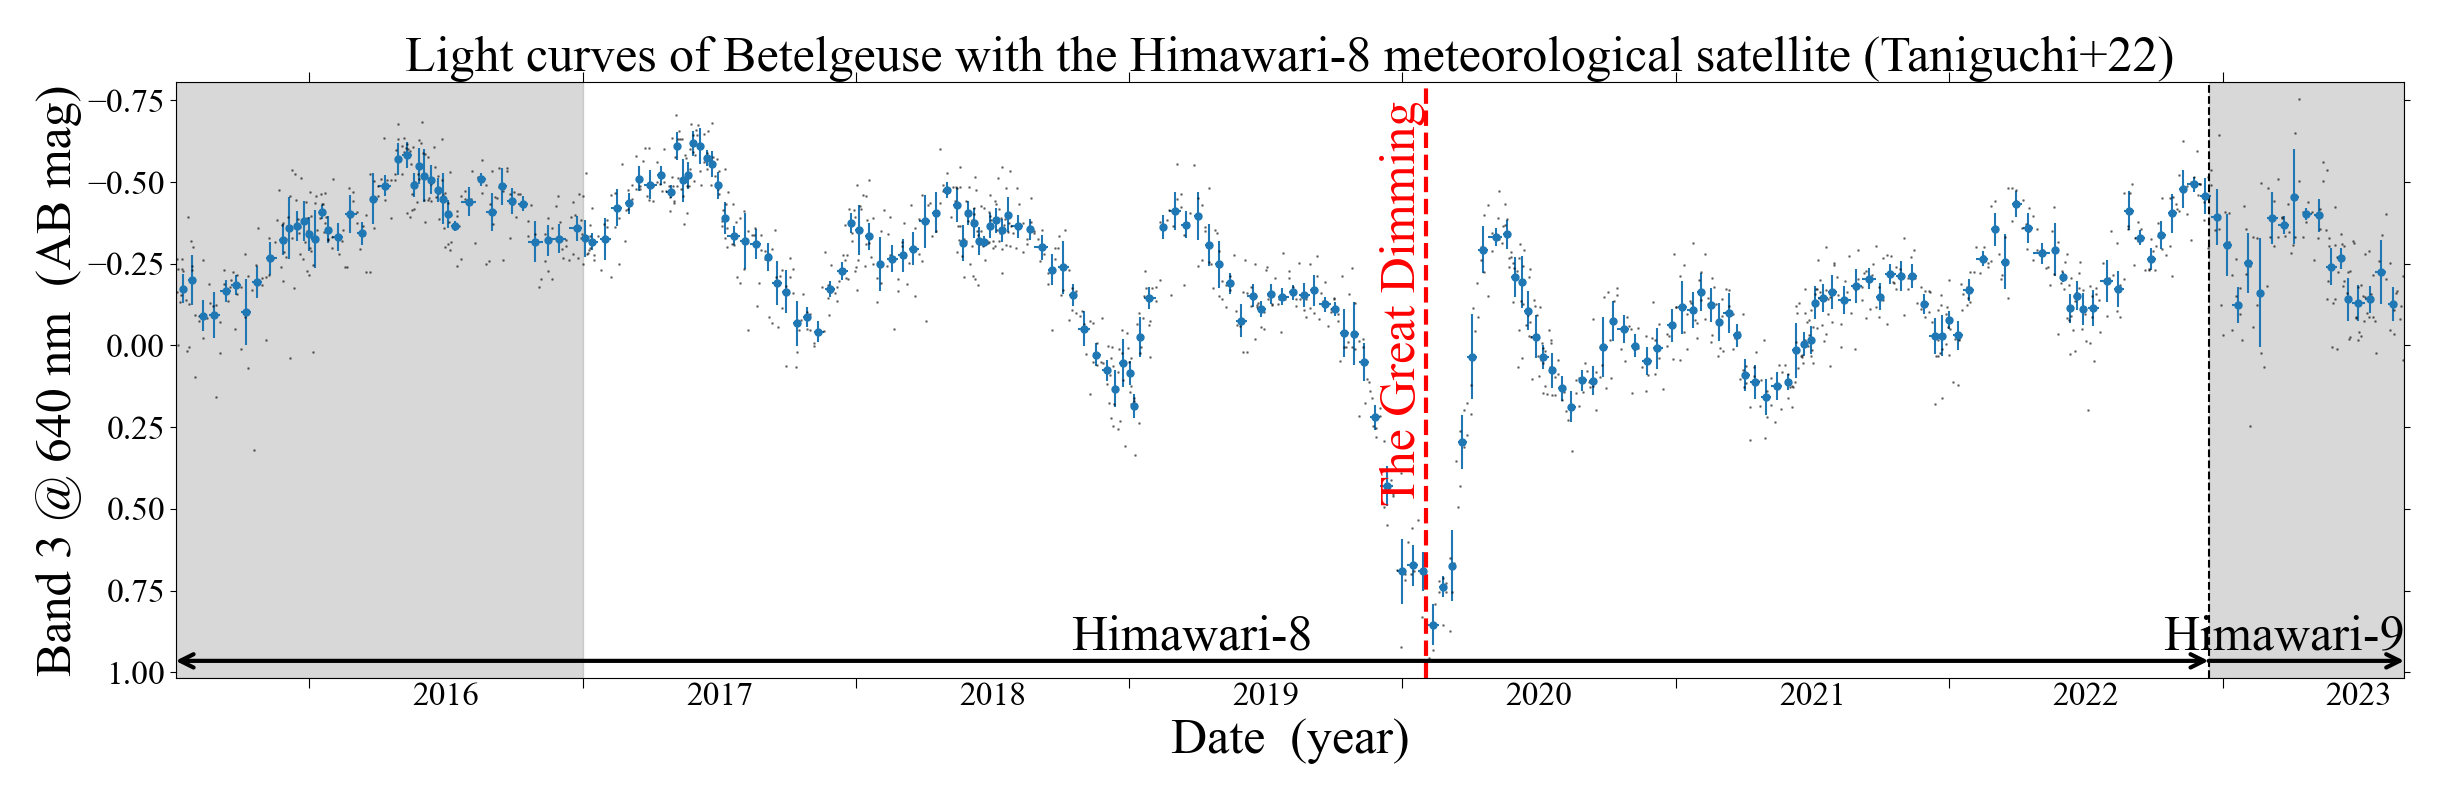 Light curves of Betelgeuse with the Himawari-8 meteorological satellite (Taniguchi+22)
Band 3 @ 640 nm (AB mag)
−0.75
−0.50
−0.25
0.00
0.25
0.50
0.75
1.00
The Great Dimming
Himawari-8
Himawari-9
2016 2017 2018 2019 2020 2021 2022 2023
Date (year)